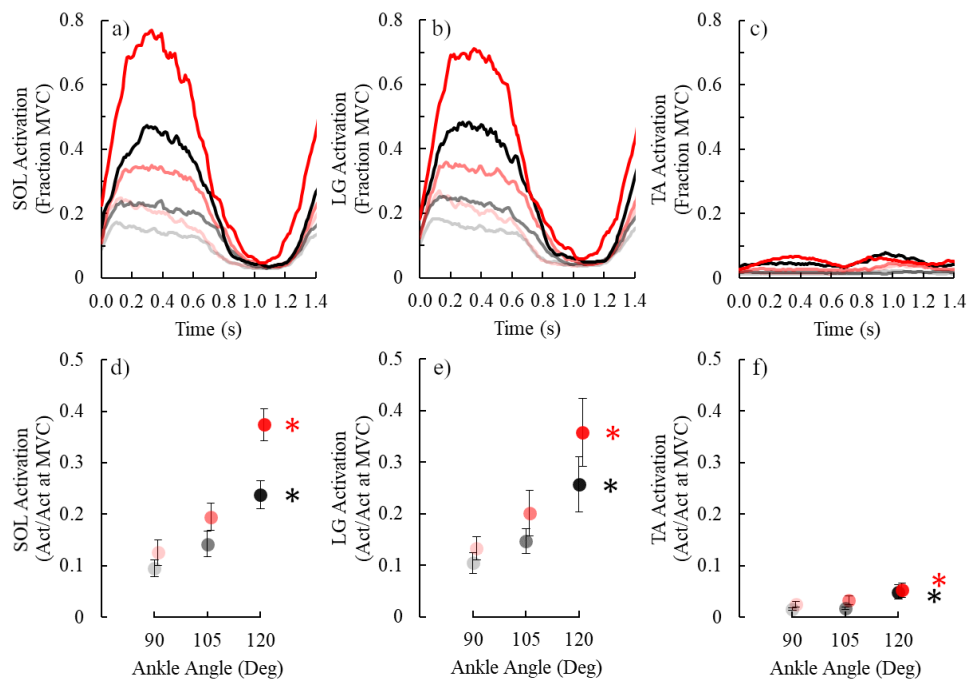 a)
SOL Activation
(Fraction MVC)
0.8
0.6
0.4
0.2
0
0.0 0.2 0.4 0.6 0.8 1.0 1.2 1.4
Time (s)
b)
LG Activation
(Fraction MVC)
0.8
0.6
0.4
0.2
0
0.0 0.2 0.4 0.6 0.8 1.0 1.2 1.4
Time (s)
c)
TA Activation
(Fraction MVC)
0.8
0.6
0.4
0.2
0
0.0 0.2 0.4 0.6 0.8 1.0 1.2 1.4
Time (s)
d)
SOL Activation
(Act/Act at MVC)
0.5
0.4
0.3
0.2
0.1
0
*
*
90 105 120
Ankle Angle (Deg)
e)
LG Activation
(Act/Act at MVC)
0.5
0.4
0.3
0.2
0.1
0
*
*
90 105 120
Ankle Angle (Deg)
f)
TA Activation
(Act/Act at MVC)
0.5
0.4
0.3
0.2
0.1
0
*
*
90 105 120
Ankle Angle (Deg)